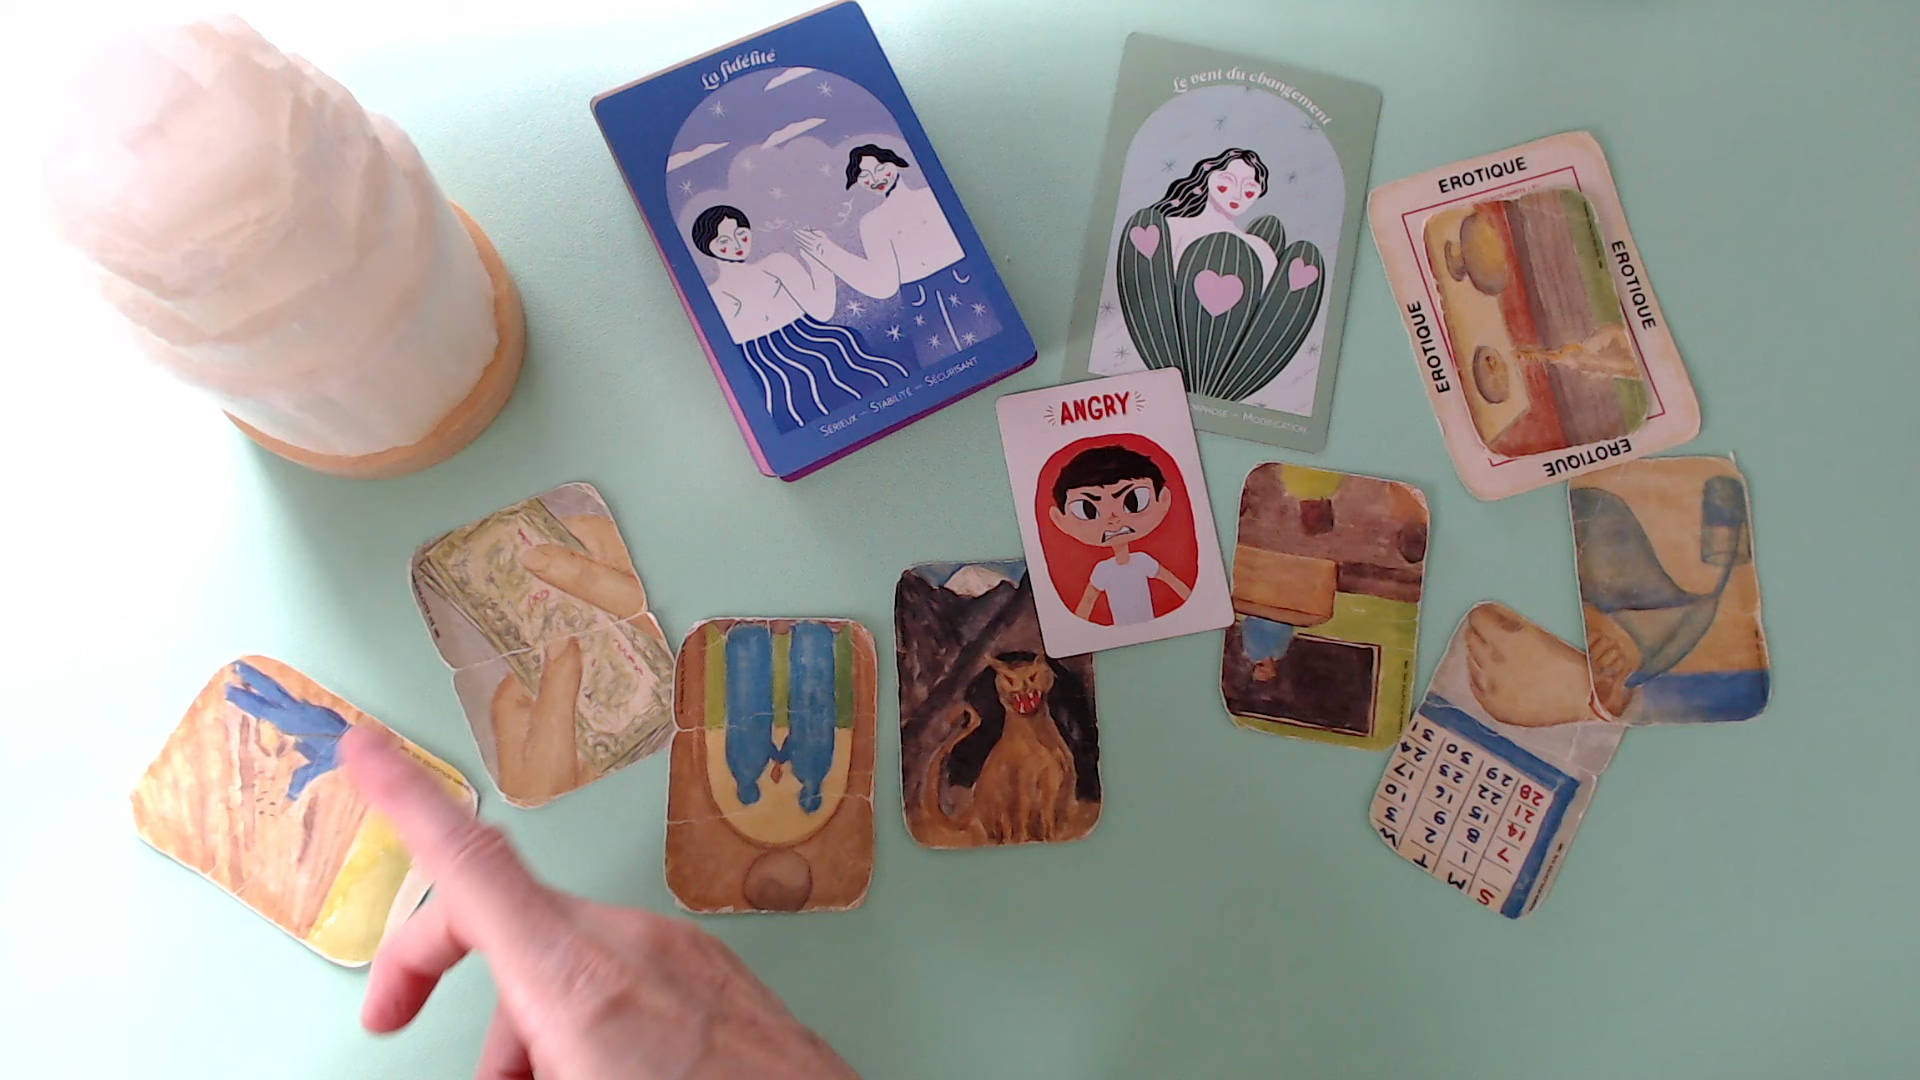 La fidélité
SÉRIEUX – STABILITÉ – SÉCURISANT
Le vent du changement
MODIFICATION
EROTIQUE
EROTIQUE
EROTIQUE
EROTIQUE
ANGRY
S M T W
1 2 3
7 8 9 10
14 15 16 17
21 22 23 24
28 29 30 31